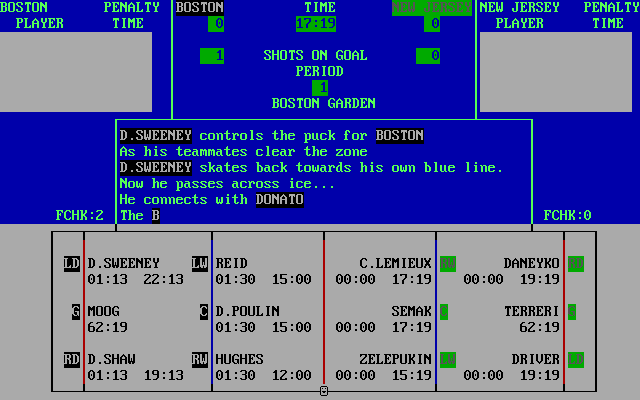 BOSTON PENALTY BOSTON TIME NEW JERSEY NEW JERSEY PENALTY
PLAYER TIME 0 17:19 0 PLAYER TIME
1 SHOTS ON GOAL 0
PERIOD
1
BOSTON GARDEN
D.SWEENEY controls the puck for BOSTON
As his teammates clear the zone
D.SWEENEY skates back towards his own blue line.
Now he passes across ice...
He connects with DONATO
FCHK:2 The B FCHK:0
LD D.SWEENEY LW REID C.LEMIEUX RW DANEYKO RD
01:13 22:13 01:30 15:00 00:00 17:19 00:00 19:19
G MOOG C D.POULIN SEMAK C TERRERI G
62:19 01:30 15:00 00:00 17:19 62:19
RD D.SHAW RW HUGHES ZELEPUKIN LW DRIVER LD
01:13 19:13 01:30 12:00 00:00 15:19 00:00 19:19